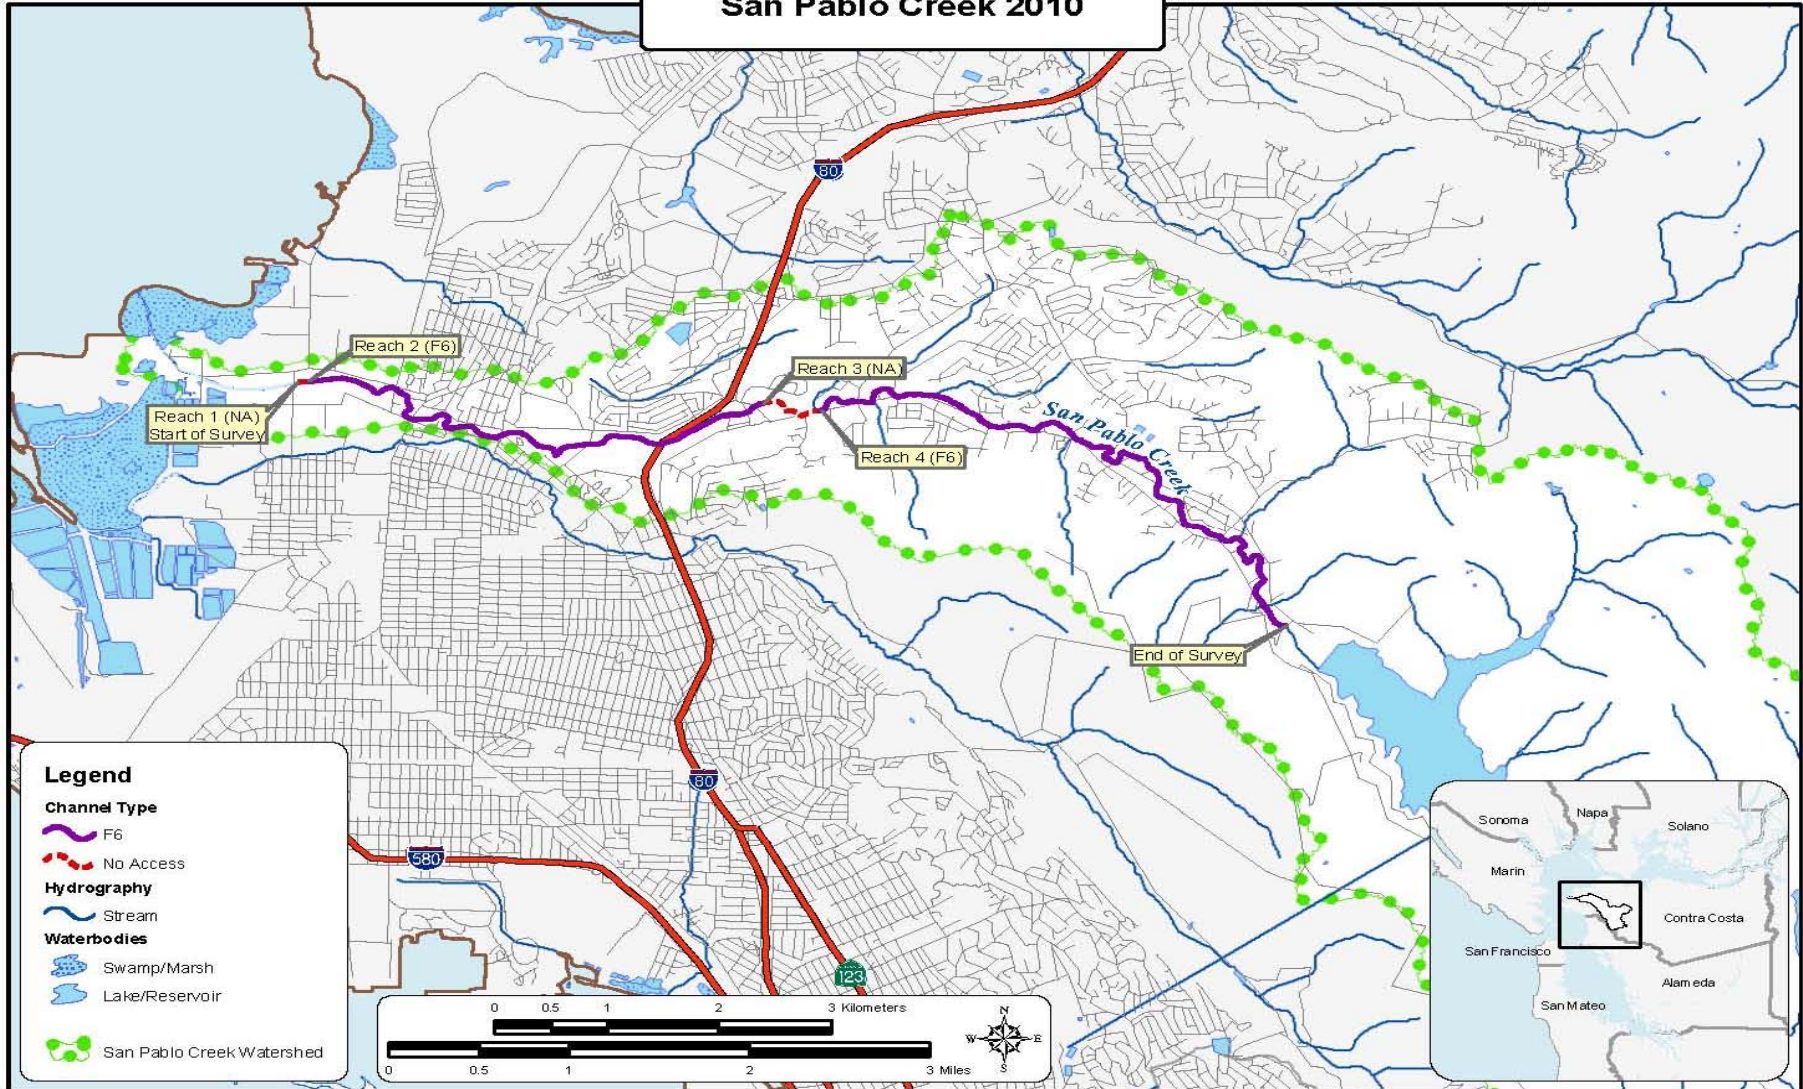 San Pablo Creek 2010
80
Reach 2 (F6)
Reach 3 (NA)
Reach 1 (NA)
Start of Survey
San Pablo Creek
Reach 4 (F6)
End of Survey
80
580
123
Legend
Channel Type
F6
No Access
Hydrography
Stream
Waterbodies
Swamp/Marsh
Lake/Reservoir
San Pablo Creek Watershed
0 0.5 1 2 3 Kilometers
0 0.5 1 2 3 Miles
N
W E
S
Sonoma
Napa
Solano
Marin
Contra Costa
San Francisco
Alameda
San Mateo